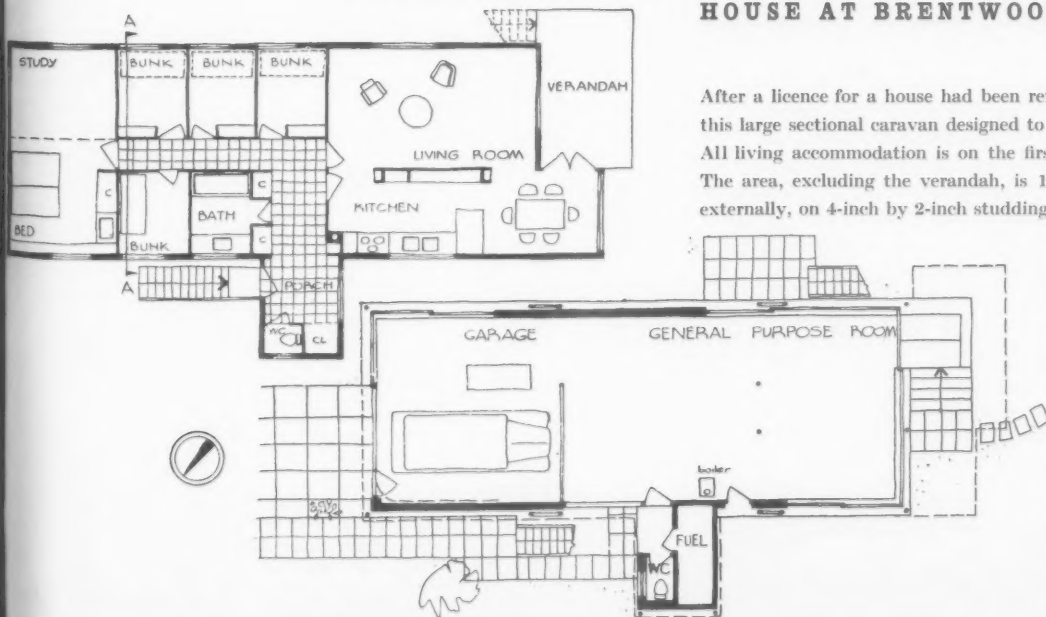 HOUSE AT BRENTWOO
After a licence for a house had been re
this large sectional caravan designed to
All living accommodation is on the firs
The area, excluding the verandah, is 1
externally, on 4-inch by 2-inch studding
A
STUDY
BUNK
BUNK
BUNK
VERANDAH
LIVING ROOM
C
C
BATH
KITCHEN
BED
BUNK
C
A
PORCH
WC
CL
GARAGE
GENERAL PURPOSE ROOM
boiler
FUEL
WC